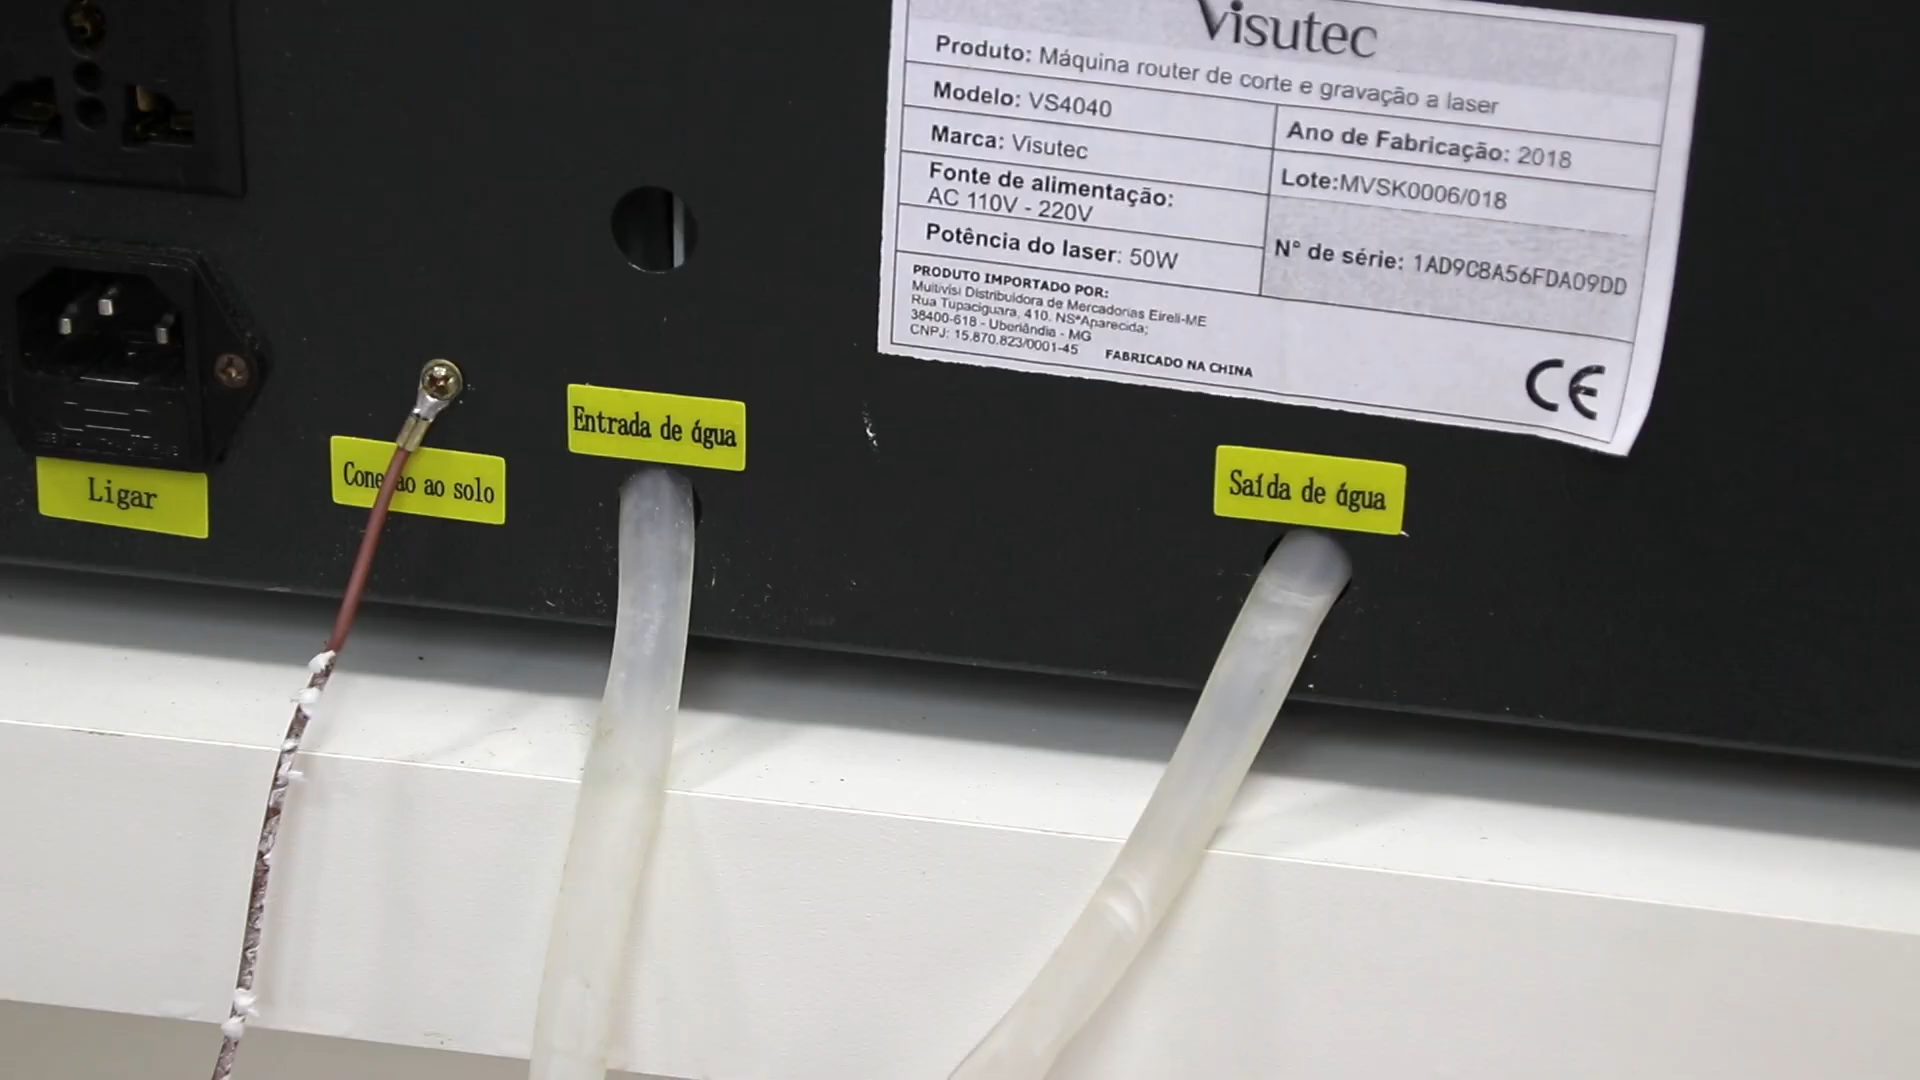 Visutec
Produto: Máquina router de corte e gravação a laser
Modelo: VS4040
Ano de Fabricação: 2018
Marca: Visutec
Lote:MVSK0006/018
Fonte de alimentação:
AC 110V - 220V
Potência do laser: 50W
N° de série: 1AD9C8A56FDA09DD
PRODUTO IMPORTADO POR:
Multivisi Distribuidora de Mercadorias Eireli-ME
Rua Tupaciguara, 410. NSªAparecida;
38400-618 - Uberlândia - MG
CNPJ: 15.870.823/0001-45
FABRICADO NA CHINA
CE
Ligar
ao solo
Entrada de água
Saída de água